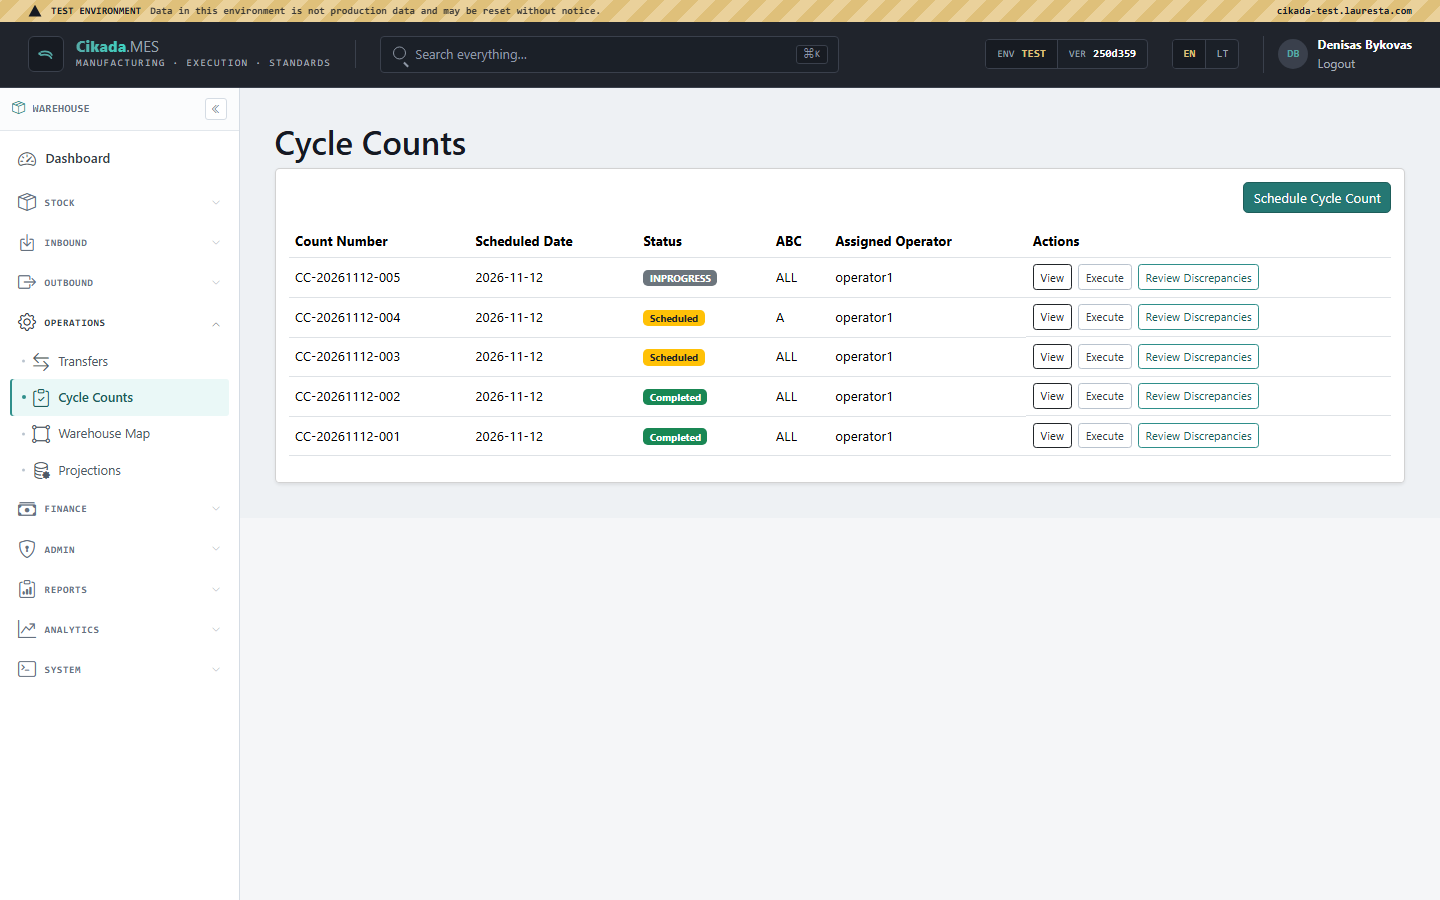 TEST ENVIRONMENT Data in this environment is not production data and may be reset without notice. cikada-test.lauresta.com
Cikada.MES
MANUFACTURING · EXECUTION · STANDARDS
Search everything... ⌘K
ENV TEST VER 250d359
EN LT
DB Denisas Bykovas
Logout
WAREHOUSE
Dashboard
STOCK
INBOUND
OUTBOUND
OPERATIONS
Transfers
Cycle Counts
Warehouse Map
Projections
FINANCE
ADMIN
REPORTS
ANALYTICS
SYSTEM
Cycle Counts
Schedule Cycle Count
Count Number Scheduled Date Status ABC Assigned Operator Actions
CC-20261112-005 2026-11-12 INPROGRESS ALL operator1 View Execute Review Discrepancies
CC-20261112-004 2026-11-12 Scheduled A operator1 View Execute Review Discrepancies
CC-20261112-003 2026-11-12 Scheduled ALL operator1 View Execute Review Discrepancies
CC-20261112-002 2026-11-12 Completed ALL operator1 View Execute Review Discrepancies
CC-20261112-001 2026-11-12 Completed ALL operator1 View Execute Review Discrepancies